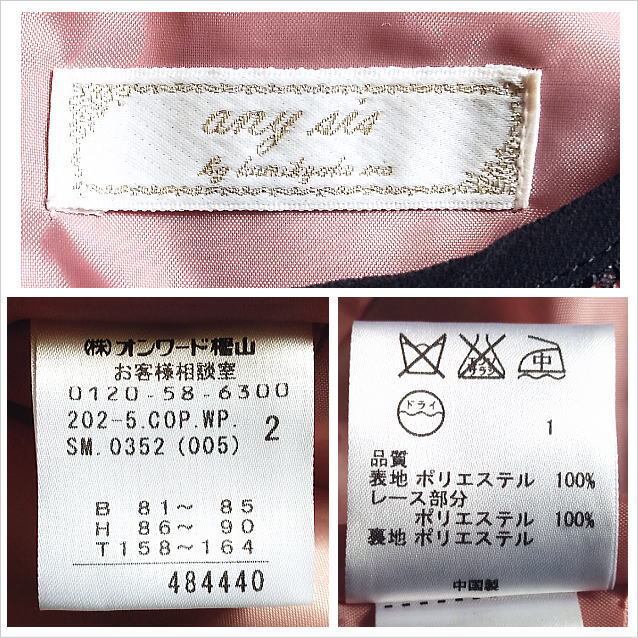 any sis
by kumikyoku sis
(株)オンワード樫山
お客様相談室
0120-58-6300
202-5.COP.WP.
SM.0352(005) 2
B 81~ 85
H 86~ 90
T158~164
484440
中
ドライ
1
品質
表地 ポリエステル 100%
レース部分
ポリエステル 100%
裏地 ポリエステル
中国製